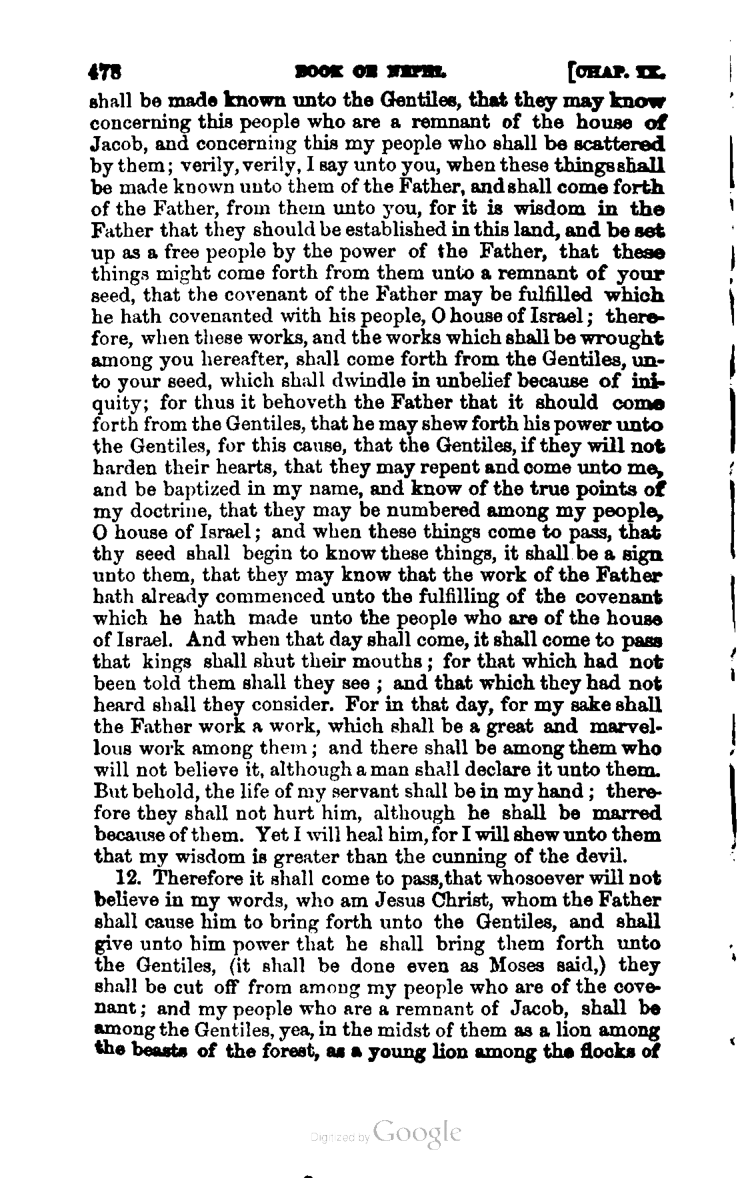 478 BOOK OF NEPHI. [CHAP. IX.
shall be made known unto the Gentiles, that they may know
concerning this people who are a remnant of the house of
Jacob, and concerning this my people who shall be scattered
by them; verily, verily, I say unto you, when these things shall
be made known unto them of the Father, and shall come forth
of the Father, from them unto you, for it is wisdom in the
Father that they should be established in this land, and be set
up as a free people by the power of the Father, that these
things might come forth from them unto a remnant of your
seed, that the covenant of the Father may be fulfilled which
he hath covenanted with his people, O house of Israel; there-
fore, when these works, and the works which shall be wrought
among you hereafter, shall come forth from the Gentiles, un-
to your seed, which shall dwindle in unbelief because of ini-
quity; for thus it behoveth the Father that it should come
forth from the Gentiles, that he may shew forth his power unto
the Gentiles, for this cause, that the Gentiles, if they will not
harden their hearts, that they may repent and come unto me,
and be baptized in my name, and know of the true points of
my doctrine, that they may be numbered among my people,
O house of Israel; and when these things come to pass, that
thy seed shall begin to know these things, it shall be a sign
unto them, that they may know that the work of the Father
hath already commenced unto the fulfilling of the covenant
which he hath made unto the people who are of the house
of Israel. And when that day shall come, it shall come to pass
that kings shall shut their mouths; for that which had not
been told them shall they see; and that which they had not
heard shall they consider. For in that day, for my sake shall
the Father work a work, which shall be a great and marvel-
lous work among them; and there shall be among them who
will not believe it, although a man shall declare it unto them.
But behold, the life of my servant shall be in my hand; there-
fore they shall not hurt him, although he shall be marred
because of them. Yet I will heal him, for I will shew unto them
that my wisdom is greater than the cunning of the devil.
12. Therefore it shall come to pass, that whosoever will not
believe in my words, who am Jesus Christ, whom the Father
shall cause him to bring forth unto the Gentiles, and shall
give unto him power that he shall bring them forth unto
the Gentiles, (it shall be done even as Moses said,) they
shall be cut off from among my people who are of the cove-
nant; and my people who are a remnant of Jacob, shall be
among the Gentiles, yea, in the midst of them as a lion among
the beasts of the forest, as a young lion among the flocks of
Digitized by Google